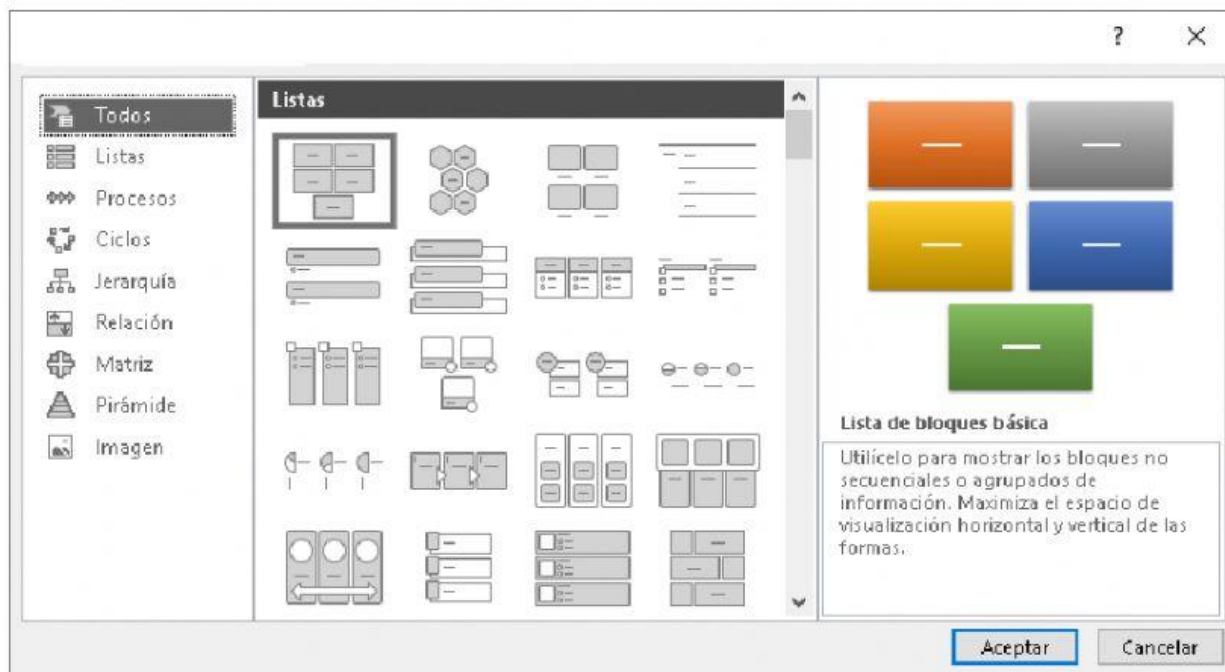 ?
Todos
Listas
Procesos
Ciclos
Jerarquía
Relación
Matriz
Pirámide
Imagen
Listas
Lista de bloques básica
Utilícelo para mostrar los bloques no
secuenciales o agrupados de
información. Maximiza el espacio de
visualización horizontal y vertical de las
formas.
Aceptar
Cancelar